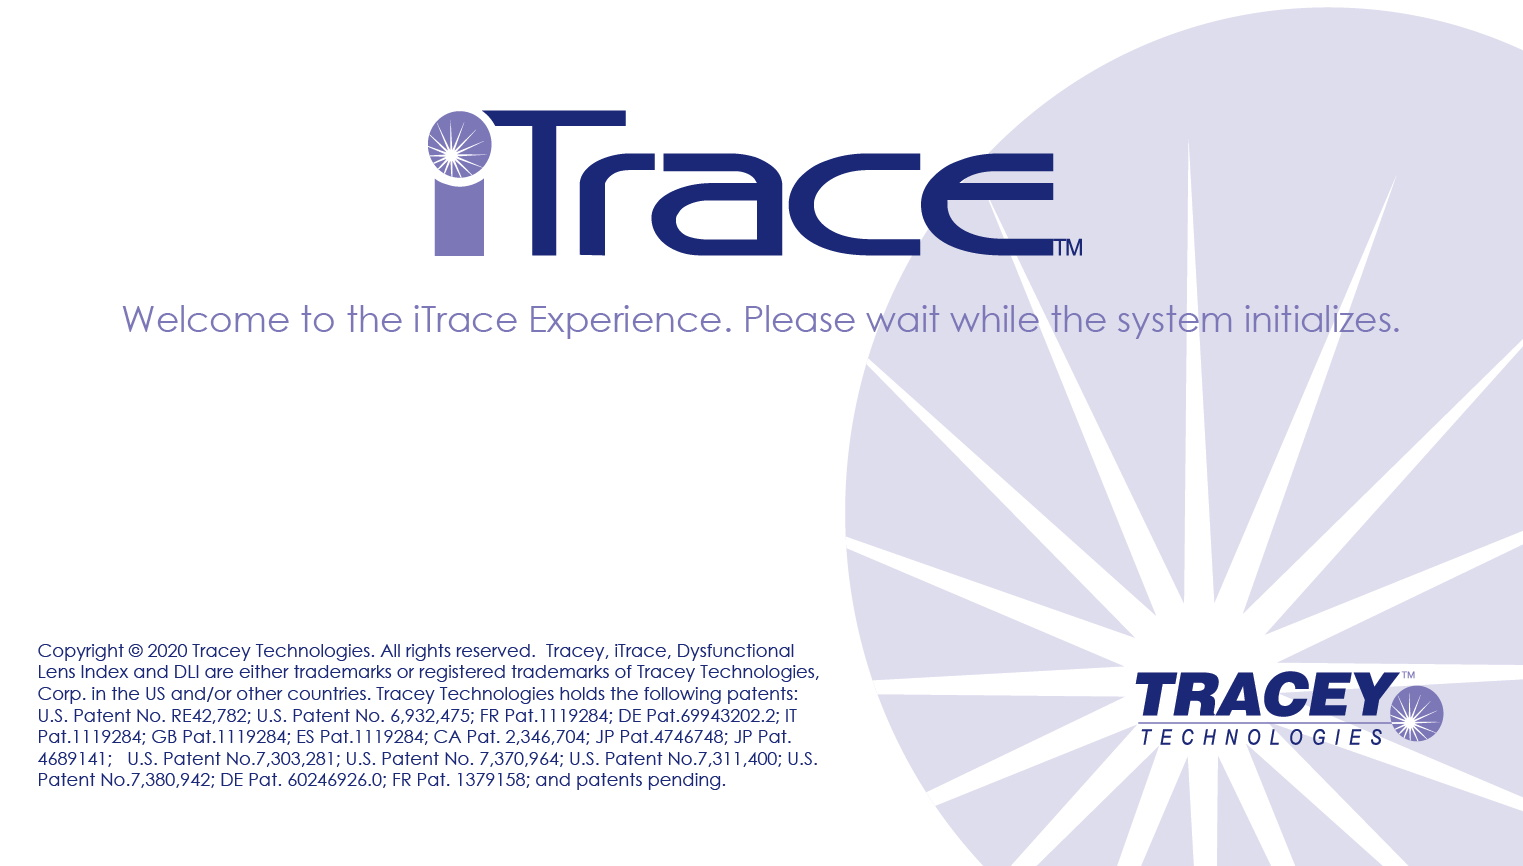 iTrace™
Welcome to the iTrace Experience. Please wait while the system initializes.
Copyright © 2020 Tracey Technologies. All rights reserved.  Tracey, iTrace, Dysfunctional
Lens Index and DLI are either trademarks or registered trademarks of Tracey Technologies,
Corp. in the US and/or other countries. Tracey Technologies holds the following patents:
U.S. Patent No. RE42,782; U.S. Patent No. 6,932,475; FR Pat.1119284; DE Pat.69943202.2; IT
Pat.1119284; GB Pat.1119284; ES Pat.1119284; CA Pat. 2,346,704; JP Pat.4746748; JP Pat.
4689141;   U.S. Patent No.7,303,281; U.S. Patent No. 7,370,964; U.S. Patent No.7,311,400; U.S.
Patent No.7,380,942; DE Pat. 60246926.0; FR Pat. 1379158; and patents pending.
TRACEY™
TECHNOLOGIES